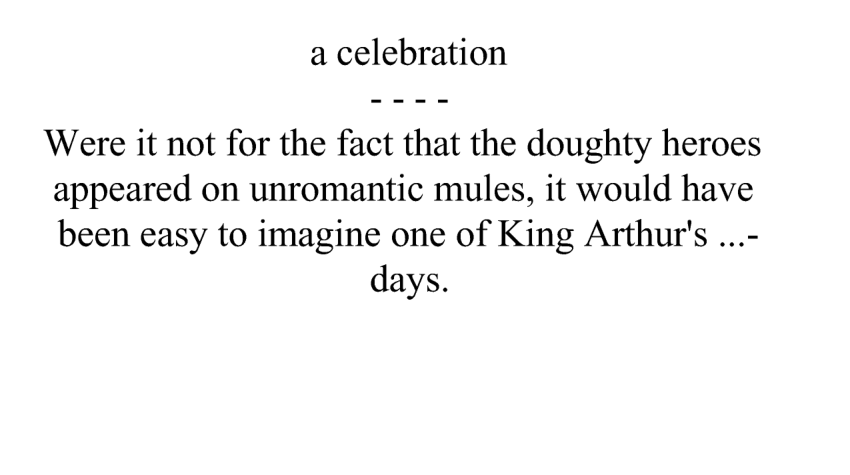 a celebration
- - - -
Were it not for the fact that the doughty heroes
appeared on unromantic mules, it would have
been easy to imagine one of King Arthur's ...-
days.